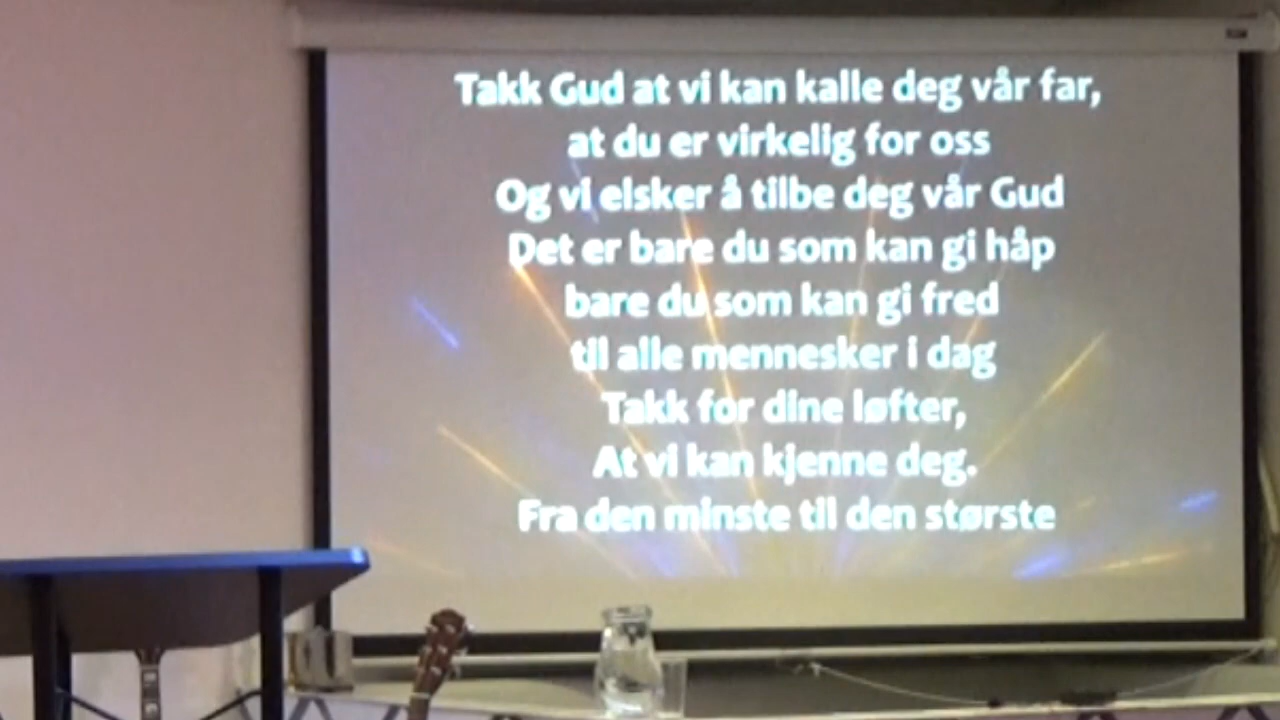 Takk Gud at vi kan kalle deg vår far,
at du er virkelig for oss
Og vi elsker å tilbe deg vår Gud
Det er bare du som kan gi håp
bare du som kan gi fred
til alle mennesker i dag
Takk for dine løfter,
At vi kan kjenne deg.
Fra den minste til den største